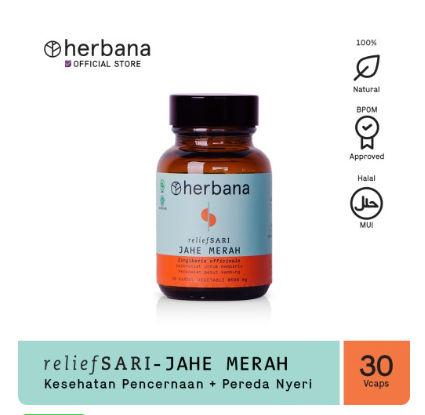 herbana
OFFICIAL STORE
100%
Natural
BPOM
Approved
Halal
حلال
MUI
herbana
reliefSARI
JAHE MERAH
Zingiberis officinale
reliefSARI-JAHE MERAH
Kesehatan Pencernaan + Pereda Nyeri
30
Vcaps